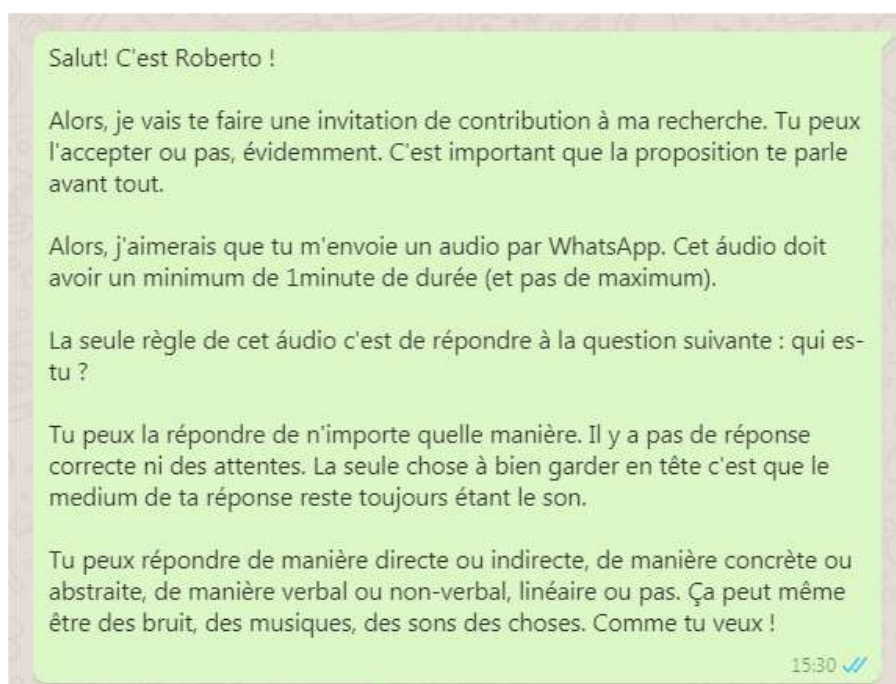 Salut! C'est Roberto !
Alors, je vais te faire une invitation de contribution à ma recherche. Tu peux
l'accepter ou pas, évidemment. C'est important que la proposition te parle
avant tout.
Alors, j'aimerais que tu m'envoie un audio par WhatsApp. Cet áudio doit
avoir un minimum de 1minute de durée (et pas de maximum).
La seule règle de cet áudio c'est de répondre à la question suivante : qui es-
tu ?
Tu peux la répondre de n'importe quelle manière. Il y a pas de réponse
correcte ni des attentes. La seule chose à bien garder en tête c'est que le
medium de ta réponse reste toujours étant le son.
Tu peux répondre de manière directe ou indirecte, de manière concrète ou
abstraite, de manière verbal ou non-verbal, linéaire ou pas. Ça peut même
être des bruit, des musiques, des sons des choses. Comme tu veux !
15:30